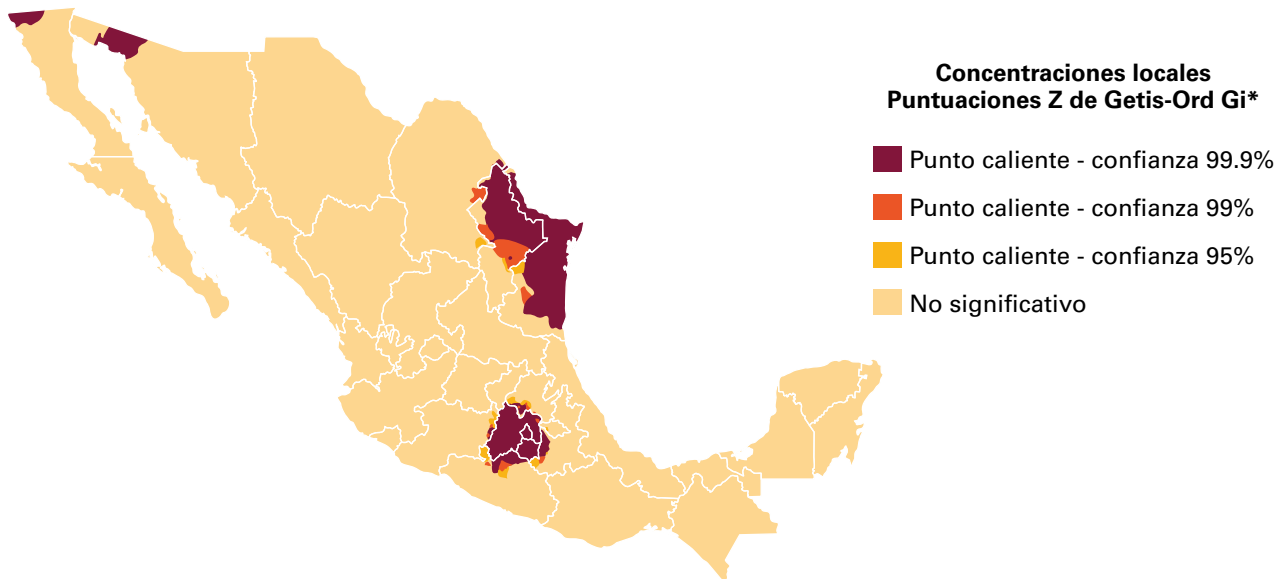 Concentraciones locales
Puntuaciones Z de Getis-Ord Gi*
Punto caliente - confianza 99.9%
Punto caliente - confianza 99%
Punto caliente - confianza 95%
No significativo